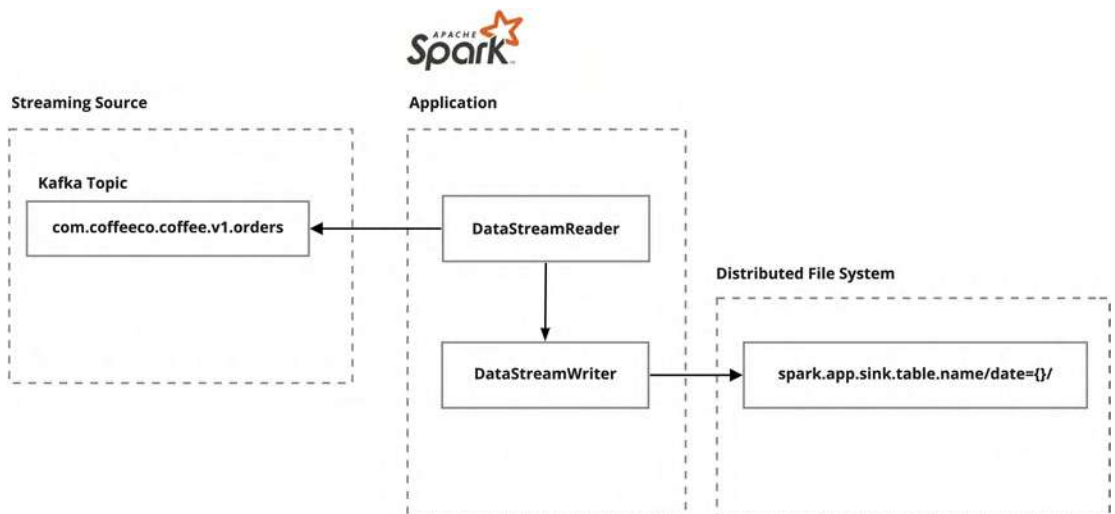 APACHE
Spark
Streaming Source
Application
Kafka Topic
com.coffeeco.coffee.v1.orders
DataStreamReader
Distributed File System
DataStreamWriter
spark.app.sink.table.name/date={}/